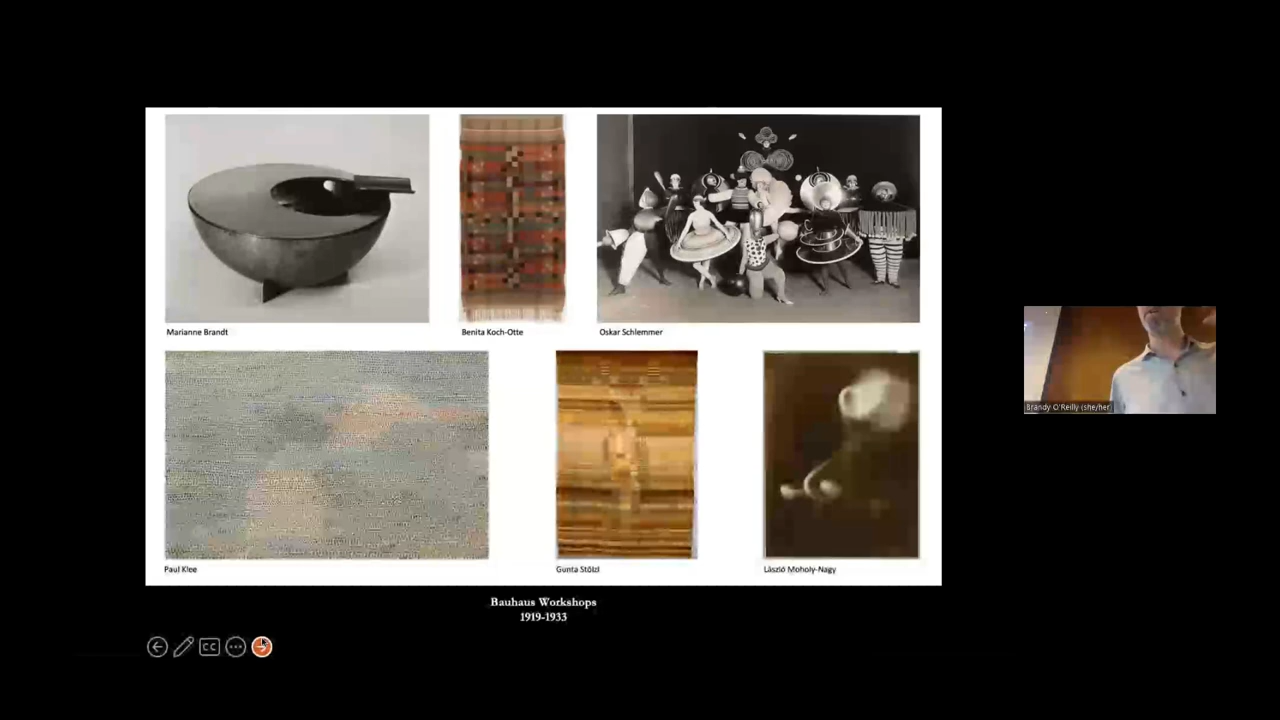 Marianne Brandt
Benita Koch-Otte
Oskar Schlemmer
Paul Klee
Gunta Stölzl
László Moholy-Nagy
Bauhaus Workshops
1919-1933
CC
Brandy O'Reilly (she/her)